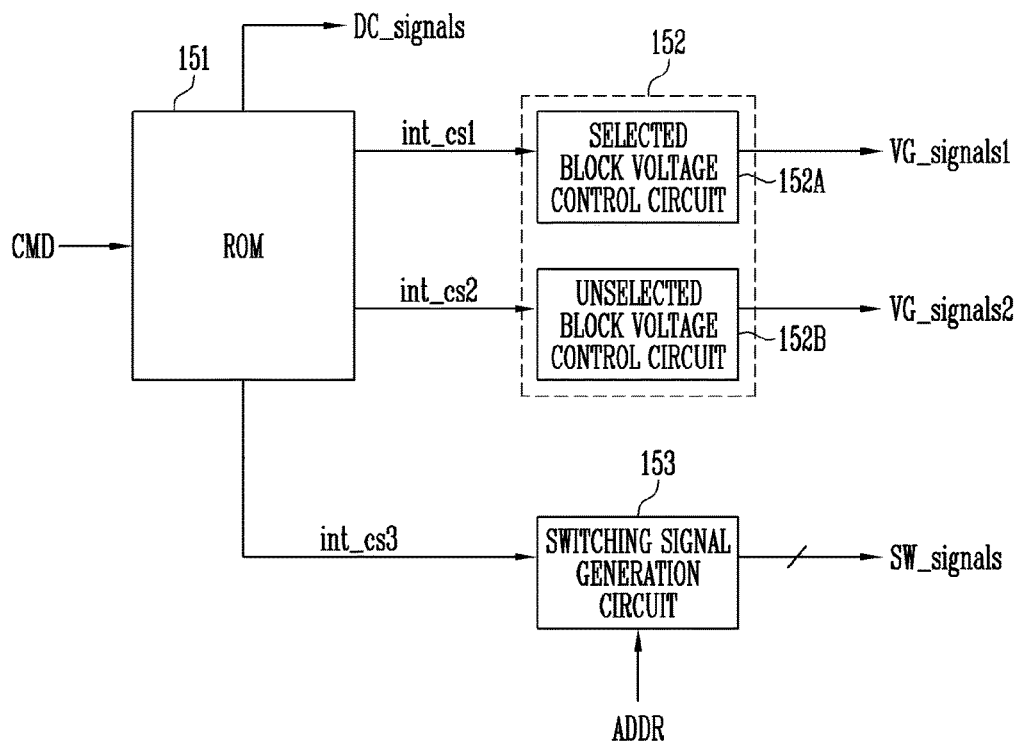 DC_signals
151
152
int_cs1
SELECTED
BLOCK VOLTAGE
CONTROL CIRCUIT
VG_signals1
152A
CMD
ROM
int_cs2
UNSELECTED
BLOCK VOLTAGE
CONTROL CIRCUIT
VG_signals2
152B
153
int_cs3
SWITCHING SIGNAL
GENERATION
CIRCUIT
SW_signals
ADDR